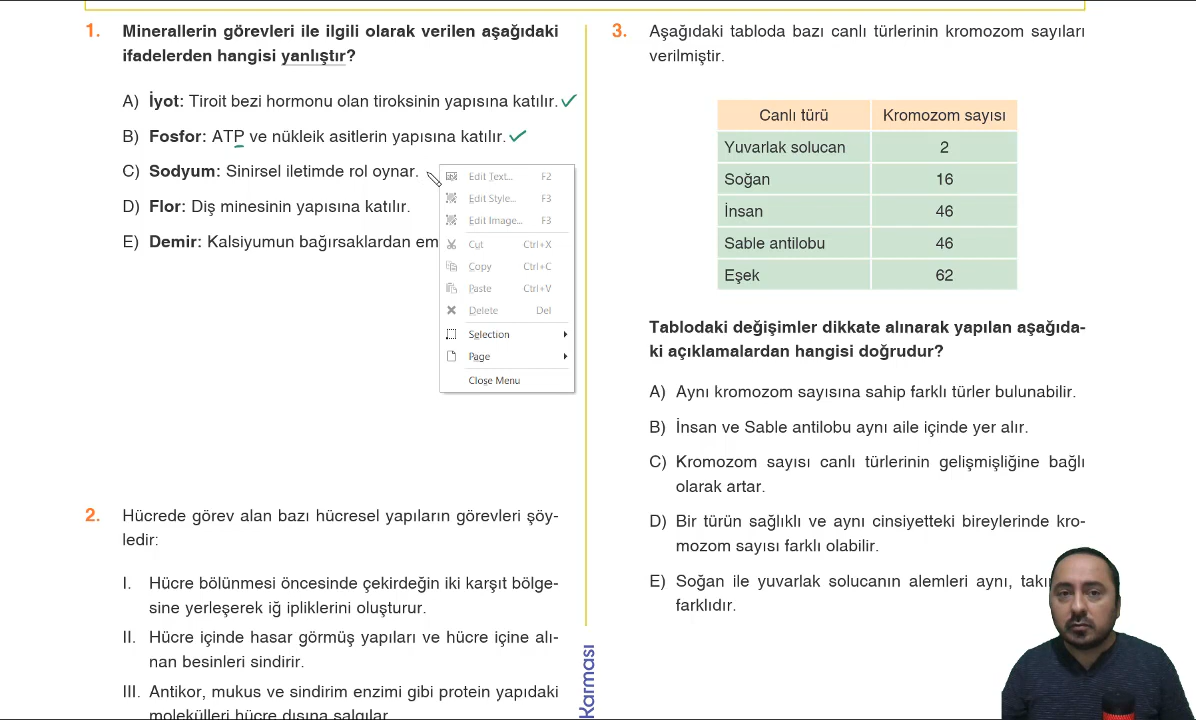 1. Minerallerin görevleri ile ilgili olarak verilen aşağıdaki
ifadelerden hangisi yanlıştır?
A) İyot: Tiroit bezi hormonu olan tiroksinin yapısına katılır.
B) Fosfor: ATP ve nükleik asitlerin yapısına katılır.
C) Sodyum: Sinirsel iletimde rol oynar.
D) Flor: Diş minesinin yapısına katılır.
E) Demir: Kalsiyumun bağırsaklardan em
Edit Text... F2
Edit Style... F3
Edit Image... F3
Cut Ctrl+X
Copy Ctrl+C
Paste Ctrl+V
Delete Del
Selection
Page
Close Menu
2. Hücrede görev alan bazı hücresel yapıların görevleri şöy-
ledir:
I. Hücre bölünmesi öncesinde çekirdeğin iki karşıt bölge-
sine yerleşerek iğ ipliklerini oluşturur.
II. Hücre içinde hasar görmüş yapıları ve hücre içine alı-
nan besinleri sindirir.
III. Antikor, mukus ve sindirim enzimi gibi protein yapıdaki
molekülleri hücre dışına salgılar.
Karması
3. Aşağıdaki tabloda bazı canlı türlerinin kromozom sayıları
verilmiştir.
Canlı türü Kromozom sayısı
Yuvarlak solucan 2
Soğan 16
İnsan 46
Sable antilobu 46
Eşek 62
Tablodaki değişimler dikkate alınarak yapılan aşağıda-
ki açıklamalardan hangisi doğrudur?
A) Aynı kromozom sayısına sahip farklı türler bulunabilir.
B) İnsan ve Sable antilobu aynı aile içinde yer alır.
C) Kromozom sayısı canlı türlerinin gelişmişliğine bağlı
olarak artar.
D) Bir türün sağlıklı ve aynı cinsiyetteki bireylerinde kro-
mozom sayısı farklı olabilir.
E) Soğan ile yuvarlak solucanın alemleri aynı,
farklıdır.